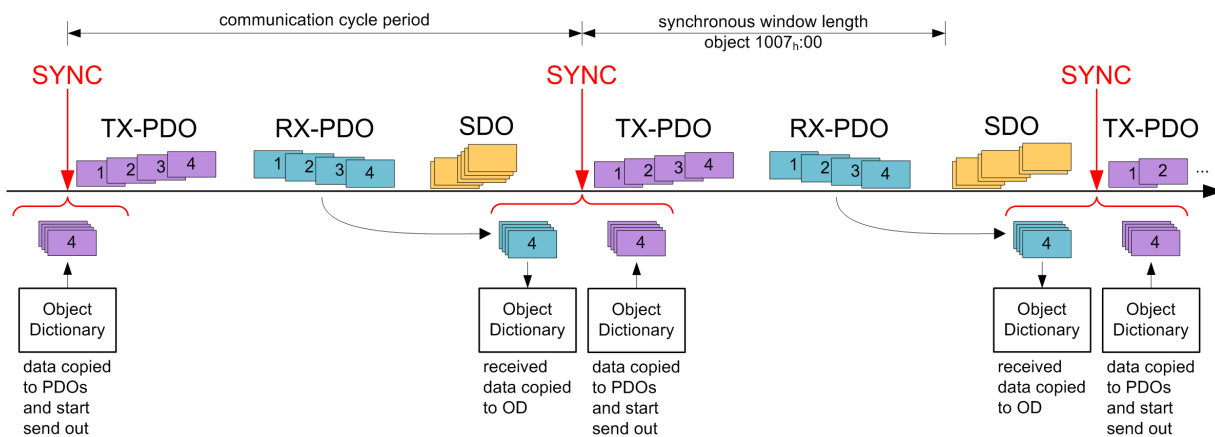 communication cycle period
synchronous window length
object 1007h:00
SYNC
SYNC
SYNC
TX-PDO
RX-PDO
SDO
TX-PDO
RX-PDO
SDO
TX-PDO
1 2 3 4
1 2 3 4
1 2 3 4
1 2 3 4
1 2 ...
4
4
4
4
4
Object
Dictionary
Object
Dictionary
Object
Dictionary
Object
Dictionary
Object
Dictionary
data copied
to PDOs
and start
send out
received
data copied
to OD
data copied
to PDOs
and start
send out
received
data copied
to OD
data copied
to PDOs
and start
send out